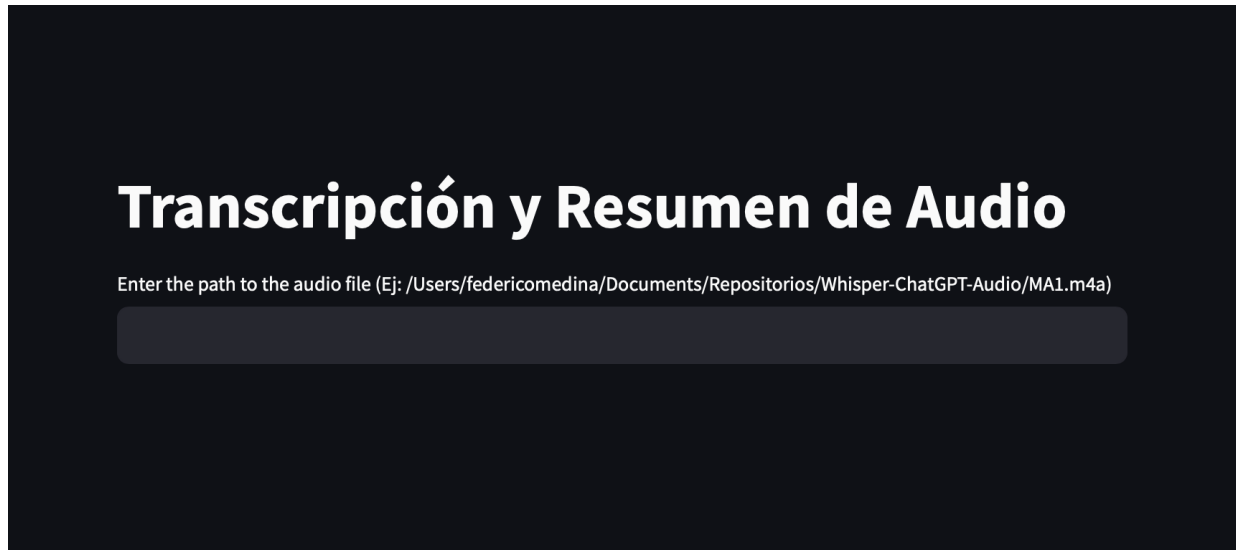 Transcripción y Resumen de Audio
Enter the path to the audio file (Ej: /Users/federicomedina/Documents/Repositorios/Whisper-ChatGPT-Audio/MA1.m4a)